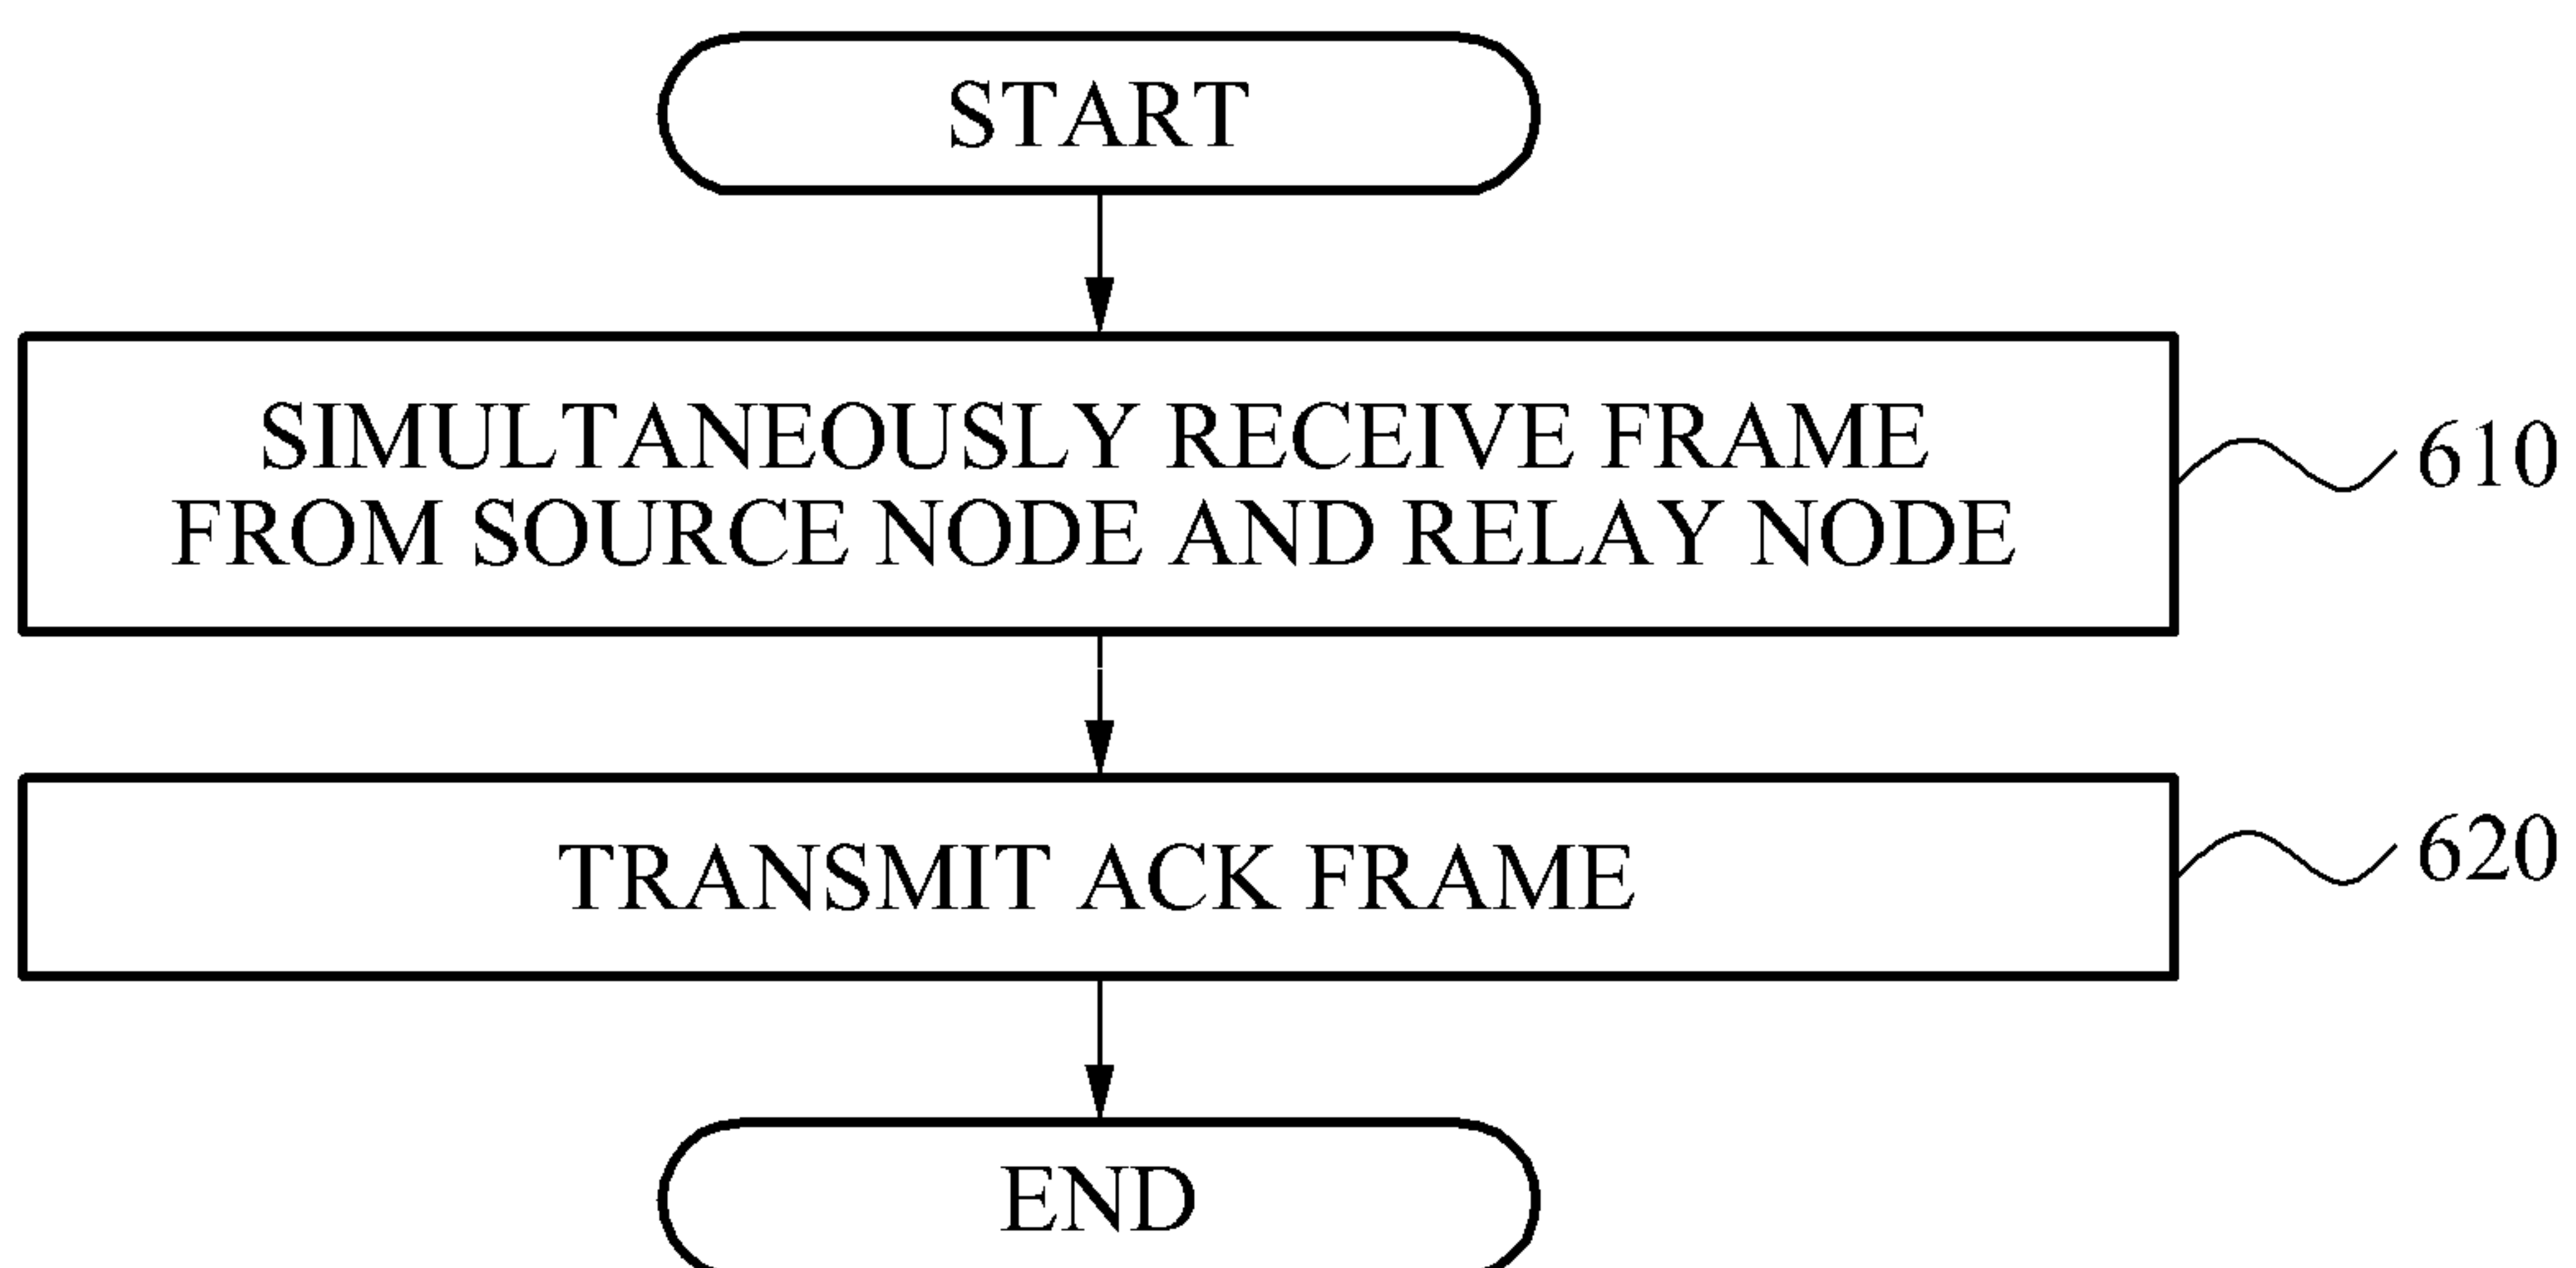 START
SIMULTANEOUSLY RECEIVE FRAME
FROM SOURCE NODE AND RELAY NODE
610
TRANSMIT ACK FRAME
620
END